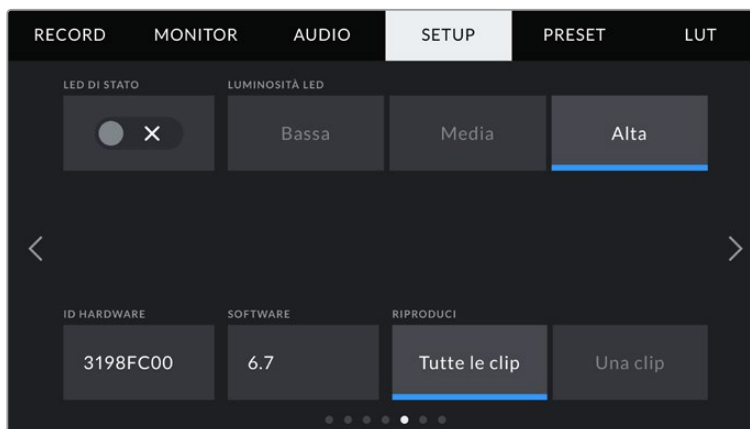 RECORD MONITOR AUDIO SETUP PRESET LUT
LED DI STATO LUMINOSITÀ LED
Bassa Media Alta
ID HARDWARE SOFTWARE RIPRODUCI
3198FC00 6.7 Tutte le clip Una clip